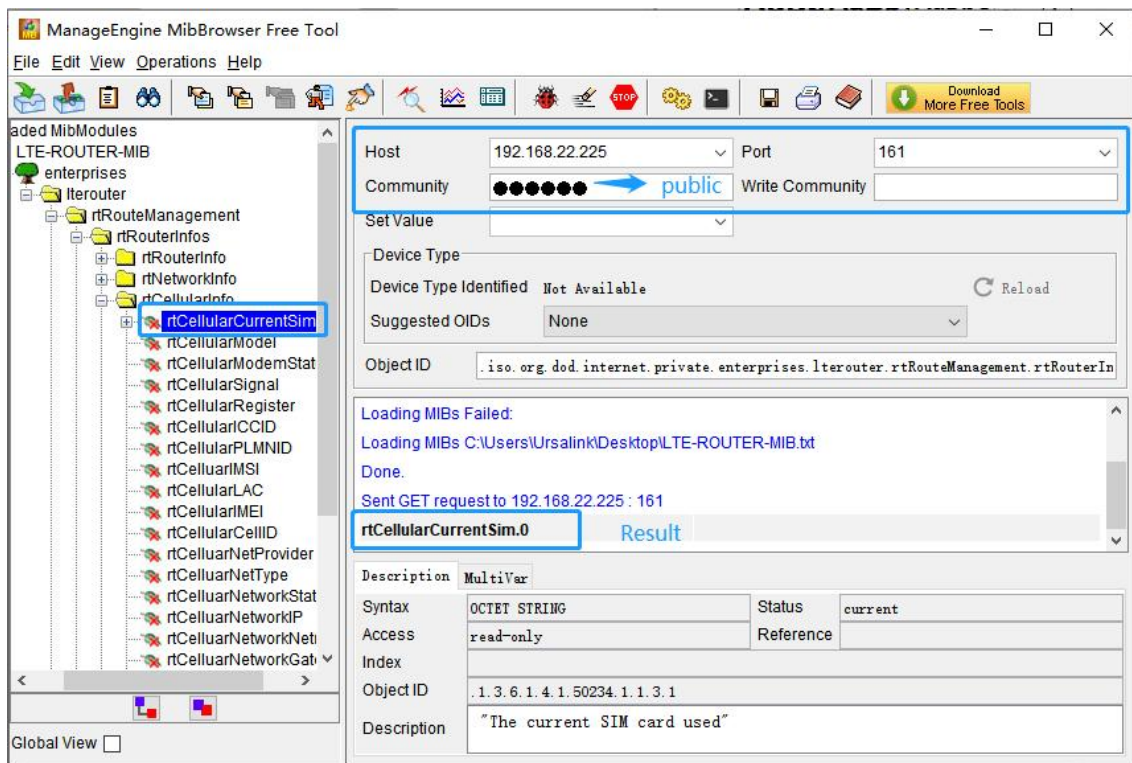 ManageEngine MibBrowser Free Tool
File Edit View Operations Help
STOP
Download
More Free Tools
aded MibModules
LTE-ROUTER-MIB
enterprises
lterouter
rtRouteManagement
rtRouterInfos
rtRouterInfo
rtNetworkInfo
rtCellularInfo
rtCellularCurrentSim
rtCellularModel
rtCellularModemStat
rtCellularSignal
rtCellularRegister
rtCellularICCID
rtCellularPLMNID
rtCelluarIMSI
rtCellularLAC
rtCellularIMEI
rtCellularCellID
rtCelluarNetProvider
rtCelluarNetType
rtCelluarNetworkStat
rtCelluarNetworkIP
rtCelluarNetworkNet
rtCelluarNetworkGat
Global View
Host 192.168.22.225 Port 161
Community ●●●●●● public Write Community
Set Value
Device Type
Device Type Identified Not Available Reload
Suggested OIDs None
Object ID .iso.org.dod.internet.private.enterprises.lterouter.rtRouteManagement.rtRouterIn
Loading MIBs Failed:
Loading MIBs C:\Users\Ursalink\Desktop\LTE-ROUTER-MIB.txt
Done.
Sent GET request to 192.168.22.225 : 161
rtCellularCurrentSim.0 Result
Description MultiVar
Syntax OCTET STRING Status current
Access read-only Reference
Index
Object ID .1.3.6.1.4.1.50234.1.1.3.1
Description "The current SIM card used"